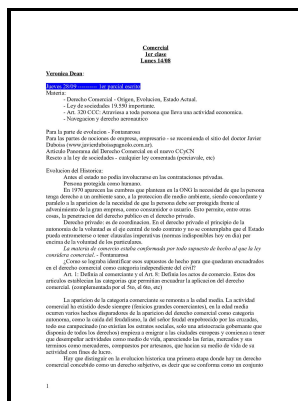 Comercial
1er clase
Lunes 14/08
Veronica Dean:
Jueves 28/09 ---------- 1er parcial escrito
Materia:
- Derecho Comercial - Origen, Evolucion, Estado Actual.
- Ley de sociedades 19.550 importante.
- Art. 320 CCC: Atraviesa a toda persona que lleva una actividad economica.
- Navegacion y derecho aeronautico
Para la parte de evolucion - Fontanarosa
Para las partes de nociones de empresa, empresario - se recomienda el sitio del doctor Javier
Duboisa (www.javierduboispagnolo.com.ar).
Articulo Panorama del Derecho Comercial en el nuevo CCyCN
Resto a la ley de sociedades - cualquier ley comentada (perciavale, etc)
Evolucion del Historica:
Antes el estado no podia involucrarse en las contrataciones privadas.
Persona protegida como humano.
En 1970 aparecen los cambios que plantean en la ONG la necesidad de que la persona
tenga derecho a un ambiente sano, a la proteccion del medio ambiente, siendo concomitante y
paralelo a la aparicion de la necesidad de que la persona debe ser protegida frente al
advenimiento de la gran empresa, como consumidor o usuario. Esto permite, entre otras
cosas, la penetracion del derecho publico en el derecho privado.
Derecho privado: es de coordinacion. En el derecho privado el principio de la
autonomia de la voluntad es el eje central de todo contrato y no se contemplaba que el Estado
pueda entrometerse o tener clausulas imperativas (normas indisponibles hoy en dia) por
encima de la voluntad de los particulares.
La materia de comercio estaba conformada por todo supuesto de hecho al que la ley
considera comercial. - Fontanarosa
¿Como se lograba identificar esos supuestos de hecho para que quedaran encuadrados
en el derecho comercial como categoria independiente del civil?
Art. 1: Definia al comerciante y el Art. 8: Definia los actos de comercio. Estos dos
articulos establecian las categorias que permitian encuadrar la aplicacion del derecho
comercial. (complementada por el 5to, el 6to, etc)
La aparicion de la categoria comerciante se remonta a la edad media. La actividad
comercial ha existido desde siempre (fenicios grandes comerciantes), en la edad media
ocurren varios hechos disparadores de la aparicion del derecho comercial como categoria
autonoma, como la caida del feudalismo, la del señor feudal empobrecido por las cruzadas,
todo ese campesinado (no existian los estratos sociales, solo una aristocracia gobernante que
disponia de todos los derechos) empieza a emigrar a las ciudades europeas y comienzan a tener
que desempeñar actividades como medio de vida, apareciendo las ferias, mercados y sus
terminos como mercaderes, compuestos por artesanos, que hacian su medio de vida de su
actividad con fines de lucro.
Hay que distinguir en la evolucion historica una primera etapa donde hay un derecho
comercial concebido como un derecho subjetivo, es decir que se conforma como un conjunto
1